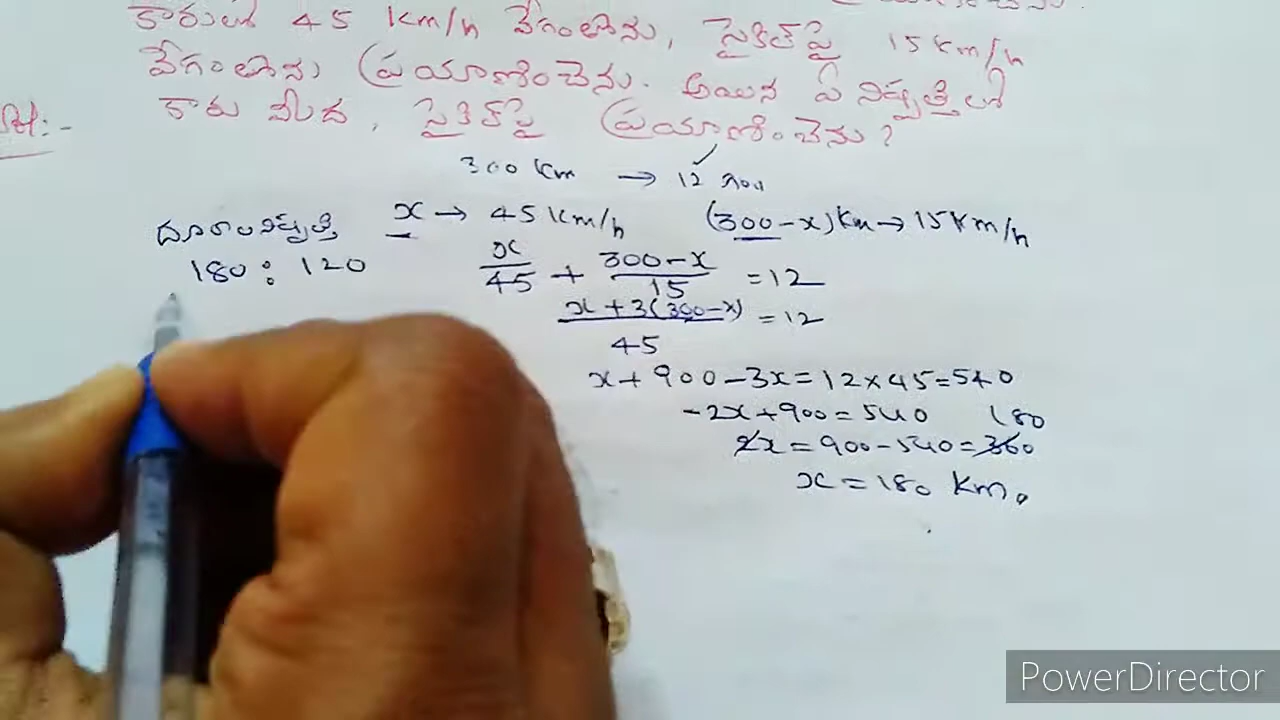 కారులో 45 Km/h వేగంతోను, సైకిల్‌పై 15 Km/h
వేగంతోను ప్రయాణించెను. అయిన ఏ నిష్పత్తిలో
కారు మీద, సైకిల్‌పై ప్రయాణించెను?
300 Km → 12
దూరాల నిష్పత్తి x → 45 Km/h (300-x) Km → 15 Km/h
180 : 120
x/45 + 300-x/15 = 12
x + 3(300-x)/45 = 12
x + 900 - 3x = 12 × 45 = 540
-2x + 900 = 540 180
2x = 900 - 540 = 360
x = 180 Km.
PowerDirector